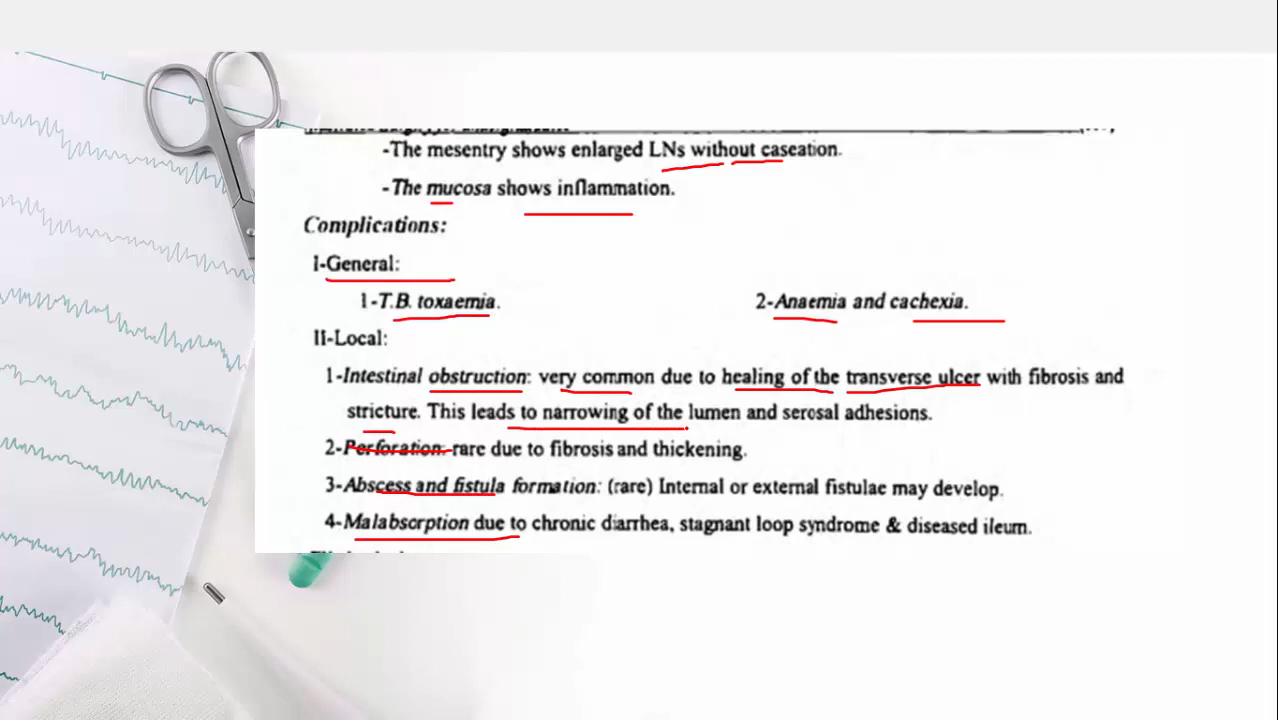 -The mesentry shows enlarged LNs without caseation.
-The mucosa shows inflammation.
Complications:
I-General:
1-T.B. toxaemia. 2-Anaemia and cachexia.
II-Local:
1-Intestinal obstruction: very common due to healing of the transverse ulcer with fibrosis and
stricture. This leads to narrowing of the lumen and serosal adhesions.
2-Perforation: rare due to fibrosis and thickening.
3-Abscess and fistula formation: (rare) Internal or external fistulae may develop.
4-Malabsorption due to chronic diarrhea, stagnant loop syndrome & diseased ileum.